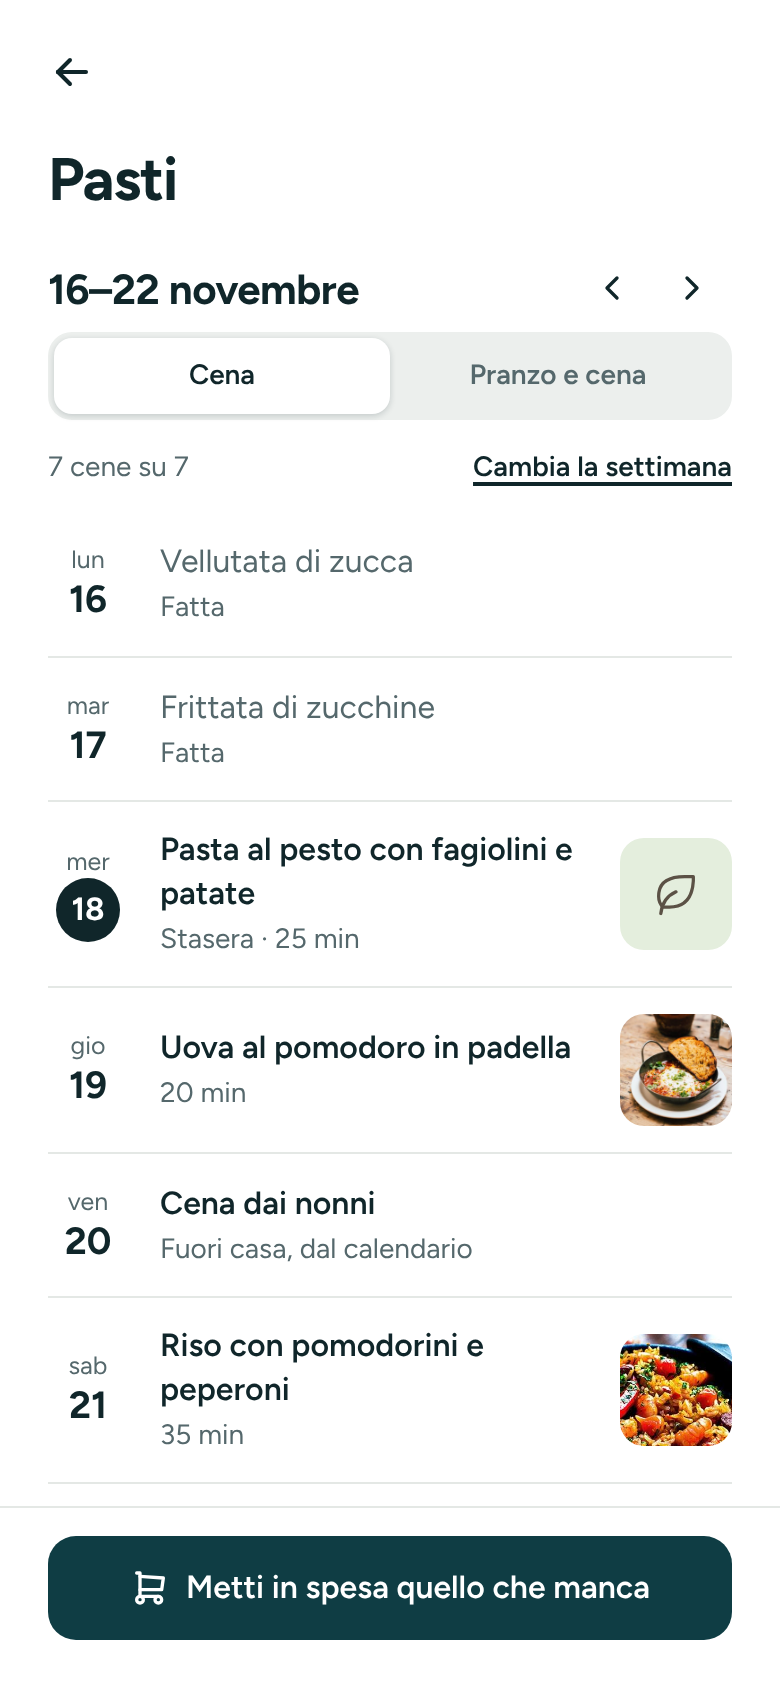 Pasti
16–22 novembre
Cena
Pranzo e cena
7 cene su 7
Cambia la settimana
lun
16
Vellutata di zucca
Fatta
mar
17
Frittata di zucchine
Fatta
mer
18
Pasta al pesto con fagiolini e
patate
Stasera · 25 min
gio
19
Uova al pomodoro in padella
20 min
ven
20
Cena dai nonni
Fuori casa, dal calendario
sab
21
Riso con pomodorini e
peperoni
35 min
Metti in spesa quello che manca